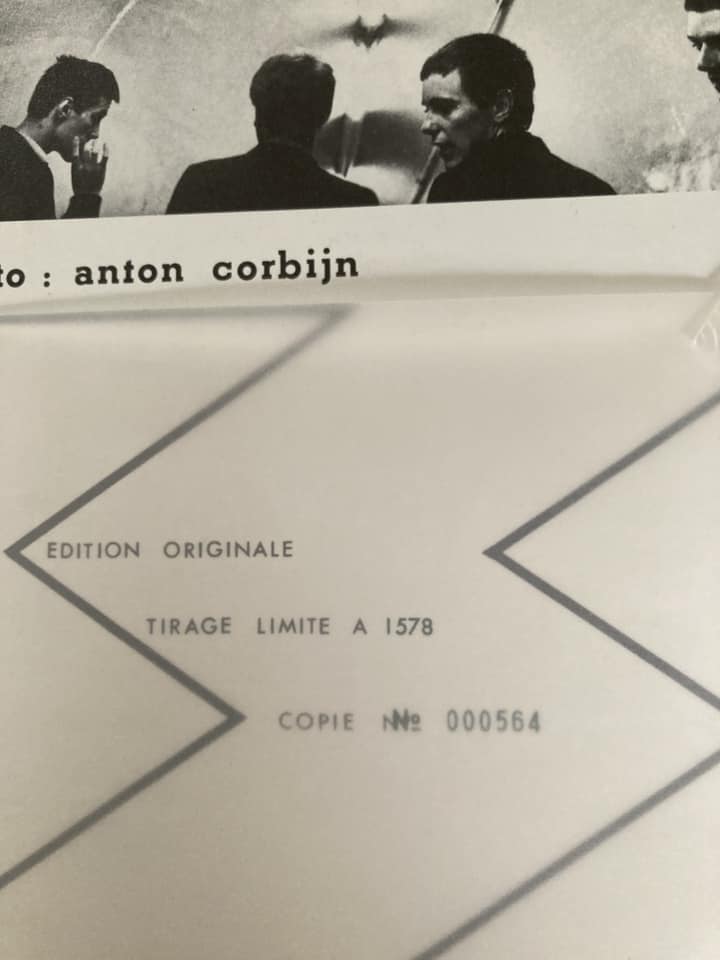 to : anton corbijn
EDITION ORIGINALE
TIRAGE LIMITE A 1578
COPIE № 000564